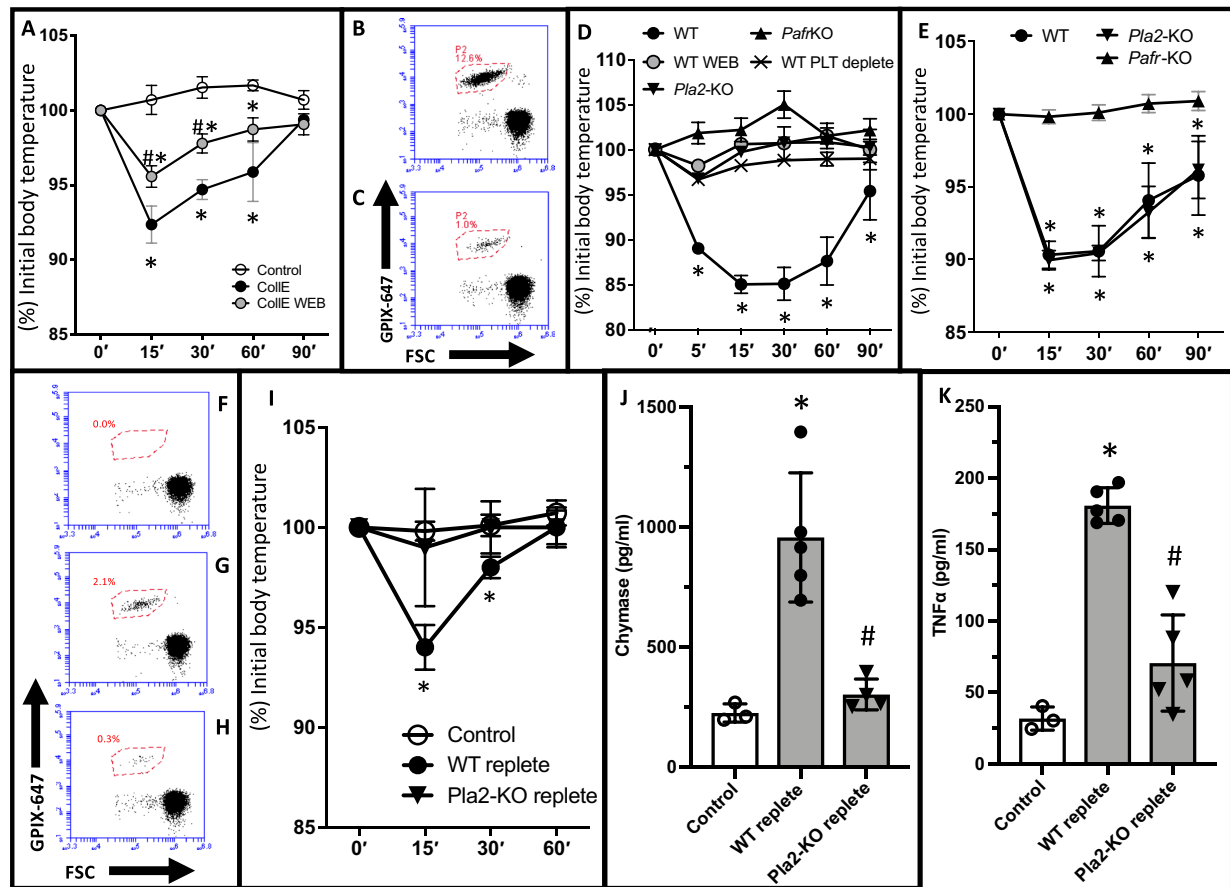 A
(%) Initial body temperature
105
100
95
90
85
#*
#*
*
*
*
*
Control
CollE
CollE WEB
0′ 15′ 30′ 60′ 90′
B
P2
12.6%
C
P2
1.0%
GPIX-647
FSC
D
WT
PafrKO
WT WEB
WT PLT deplete
Pla2-KO
(%) Initial body temperature
110
105
100
95
90
85
80
*
*
*
*
*
0′ 5′ 15′ 30′ 60′ 90′
E
WT
Pla2-KO
Pafr-KO
(%) Initial body temperature
105
100
95
90
85
* * * *
* * * *
0′ 15′ 30′ 60′ 90′
F
0.0%
G
2.1%
H
0.3%
GPIX-647
FSC
I
(%) Initial body temperature
105
100
95
90
85
*
*
Control
WT replete
Pla2-KO replete
0′ 15′ 30′ 60′
J
Chymase (pg/ml)
1500
1000
500
0
*
#
Control
WT replete
Pla2-KO replete
K
TNFα (pg/ml)
250
200
150
100
50
0
*
#
Control
WT replete
Pla2-KO replete